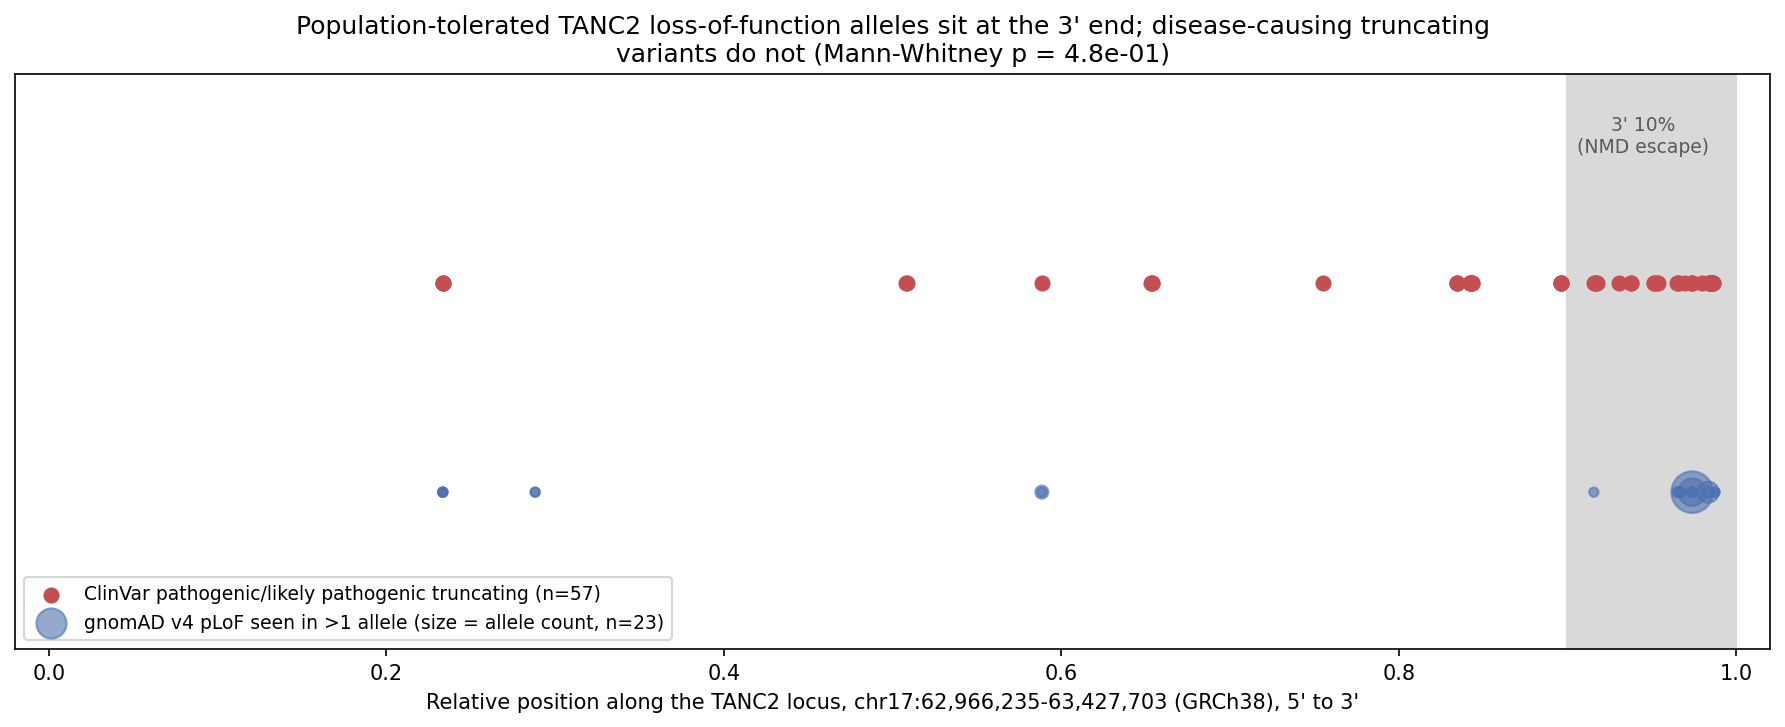 Population-tolerated TANC2 loss-of-function alleles sit at the 3' end; disease-causing truncating
variants do not (Mann-Whitney p = 4.8e-01)
3' 10%
(NMD escape)
ClinVar pathogenic/likely pathogenic truncating (n=57)
gnomAD v4 pLoF seen in >1 allele (size = allele count, n=23)
0.0 0.2 0.4 0.6 0.8 1.0
Relative position along the TANC2 locus, chr17:62,966,235-63,427,703 (GRCh38), 5' to 3'